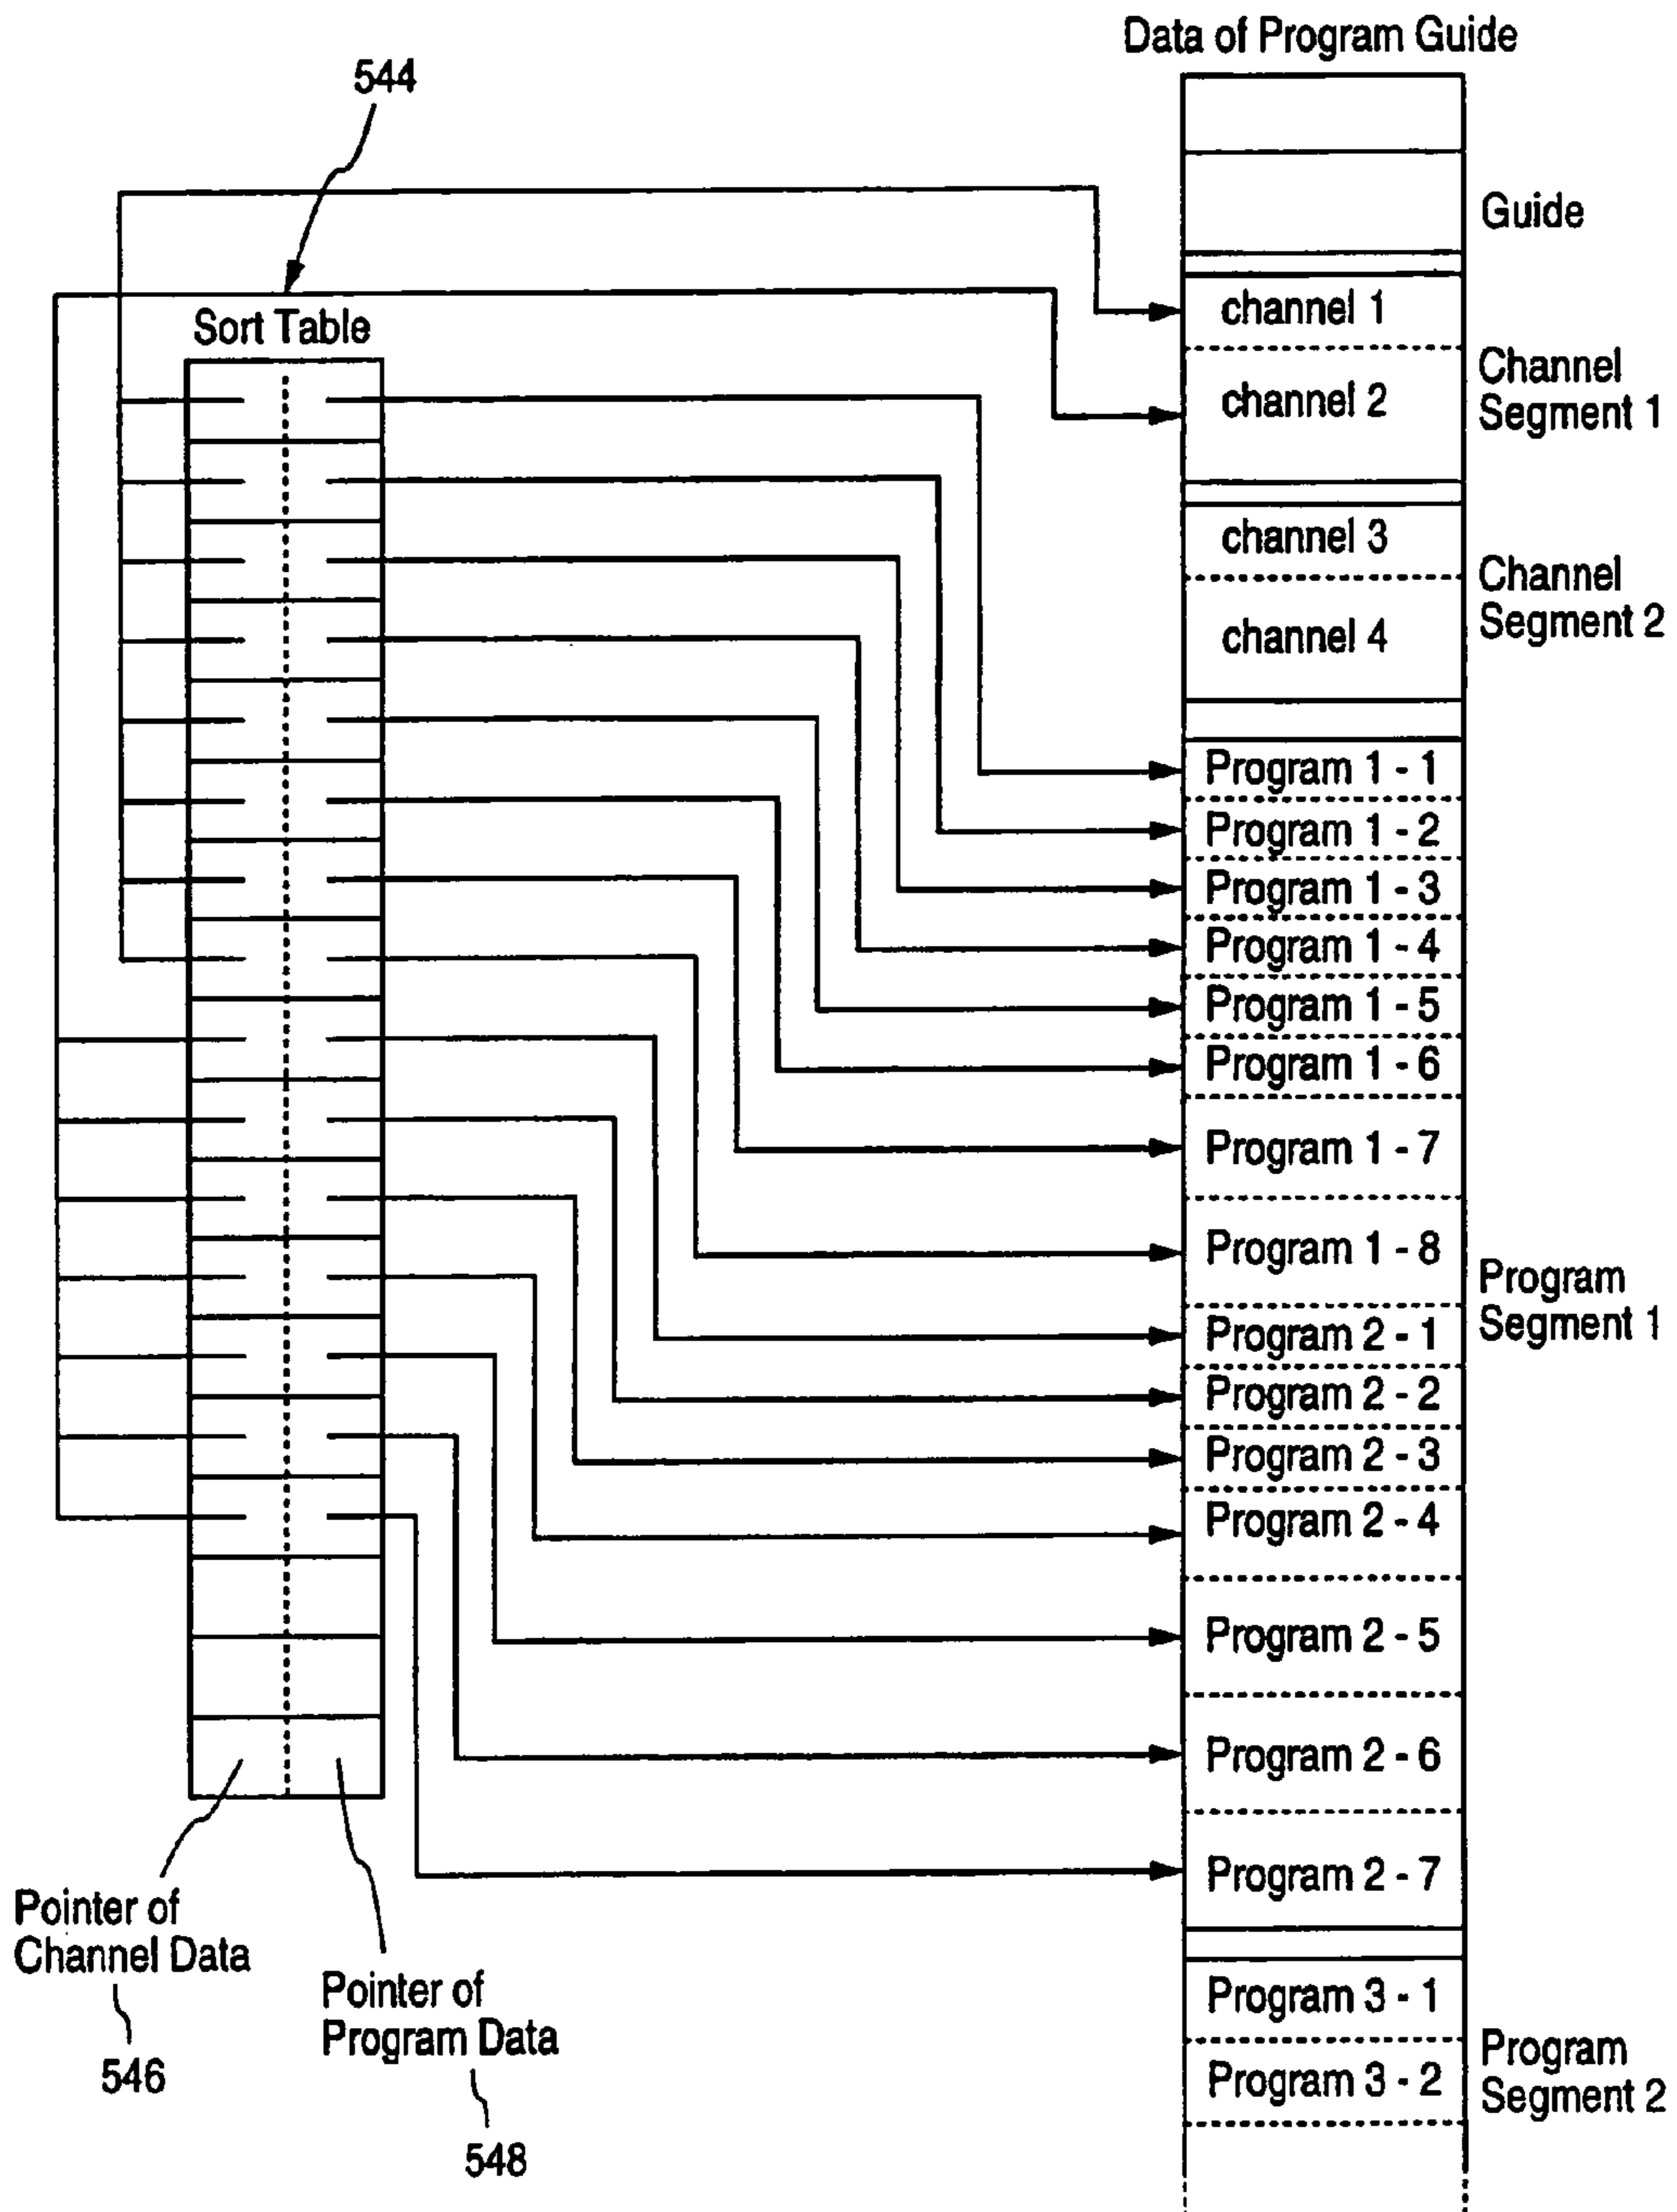 Data of Program Guide
544
Guide
Sort Table
channel 1
channel 2
Channel
Segment 1
channel 3
channel 4
Channel
Segment 2
Program 1 - 1
Program 1 - 2
Program 1 - 3
Program 1 - 4
Program 1 - 5
Program 1 - 6
Program 1 - 7
Program 1 - 8
Program 2 - 1
Program 2 - 2
Program 2 - 3
Program 2 - 4
Program 2 - 5
Program 2 - 6
Program 2 - 7
Program
Segment 1
Pointer of
Channel Data
546
Pointer of
Program Data
548
Program 3 - 1
Program 3 - 2
Program
Segment 2